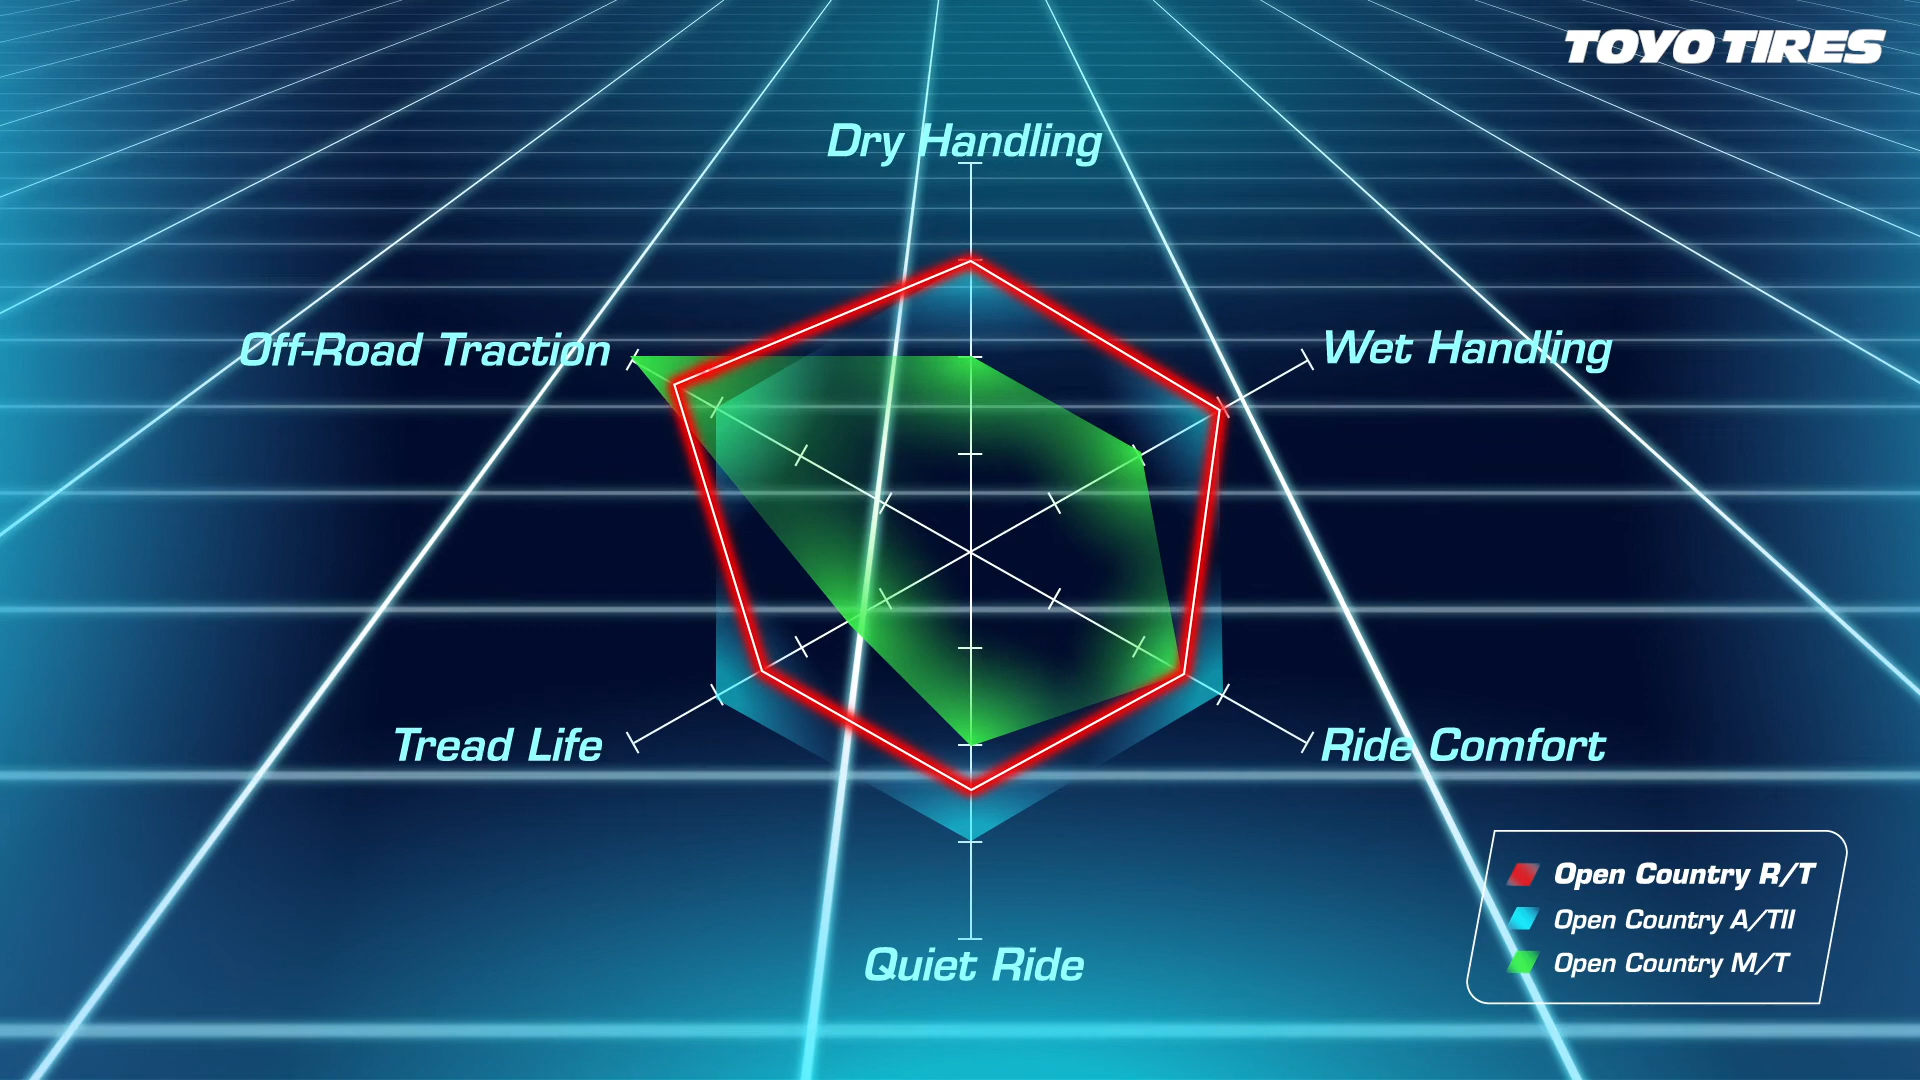 TOYO TIRES
Dry Handling
Off-Road Traction
Wet Handling
Tread Life
Ride Comfort
Quiet Ride
Open Country R/T
Open Country A/TII
Open Country M/T